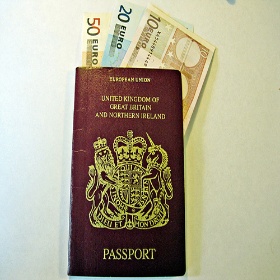 50 EURO
20 EURO
10 EURO
EUROPEAN UNION
UNITED KINGDOM OF
GREAT BRITAIN
AND NORTHERN IRELAND
PASSPORT